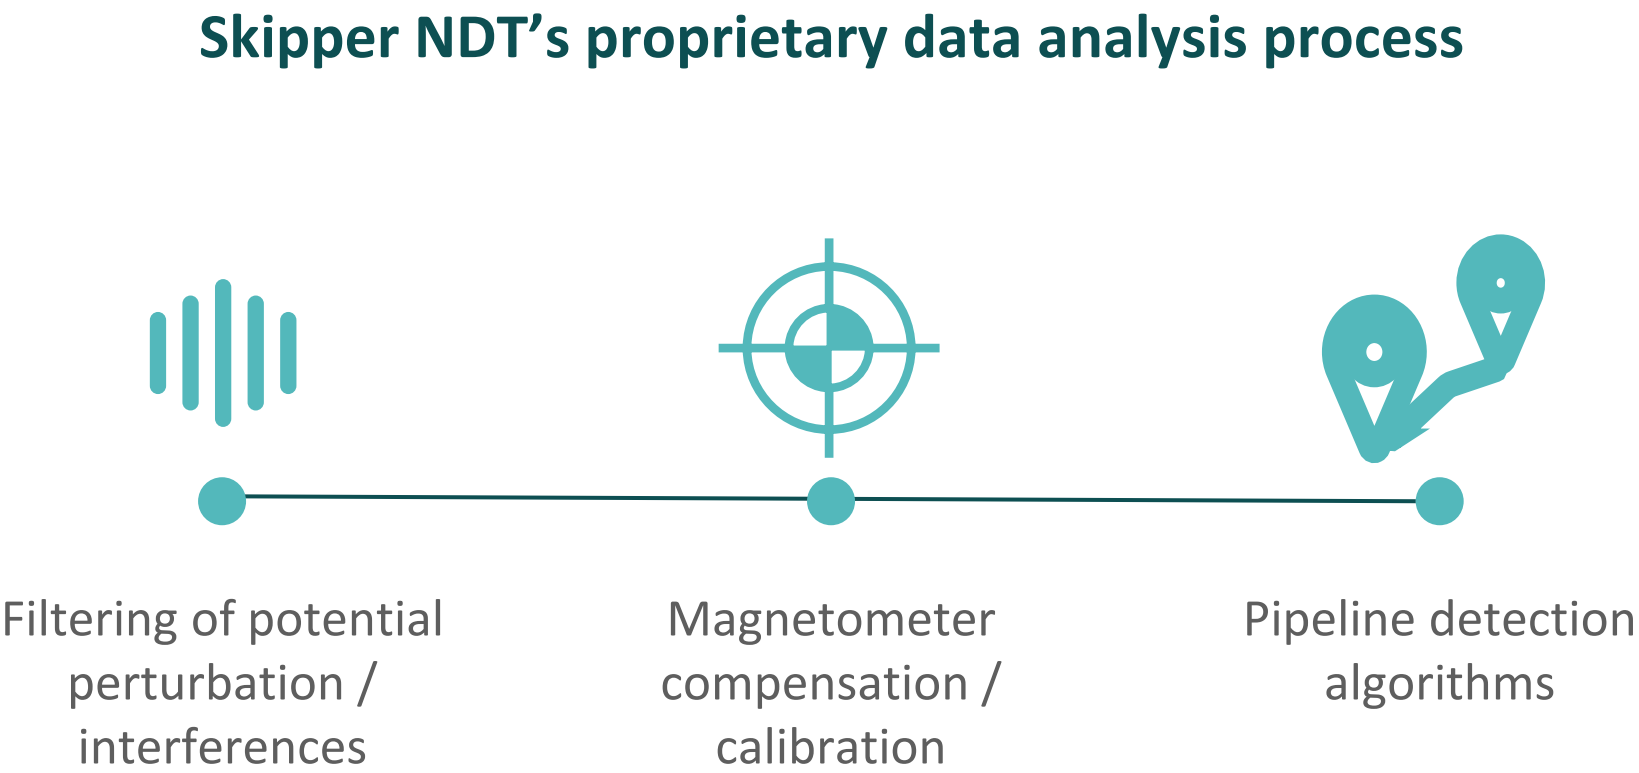 Skipper NDT’s proprietary data analysis process
Filtering of potential
perturbation /
interferences
Magnetometer
compensation /
calibration
Pipeline detection
algorithms